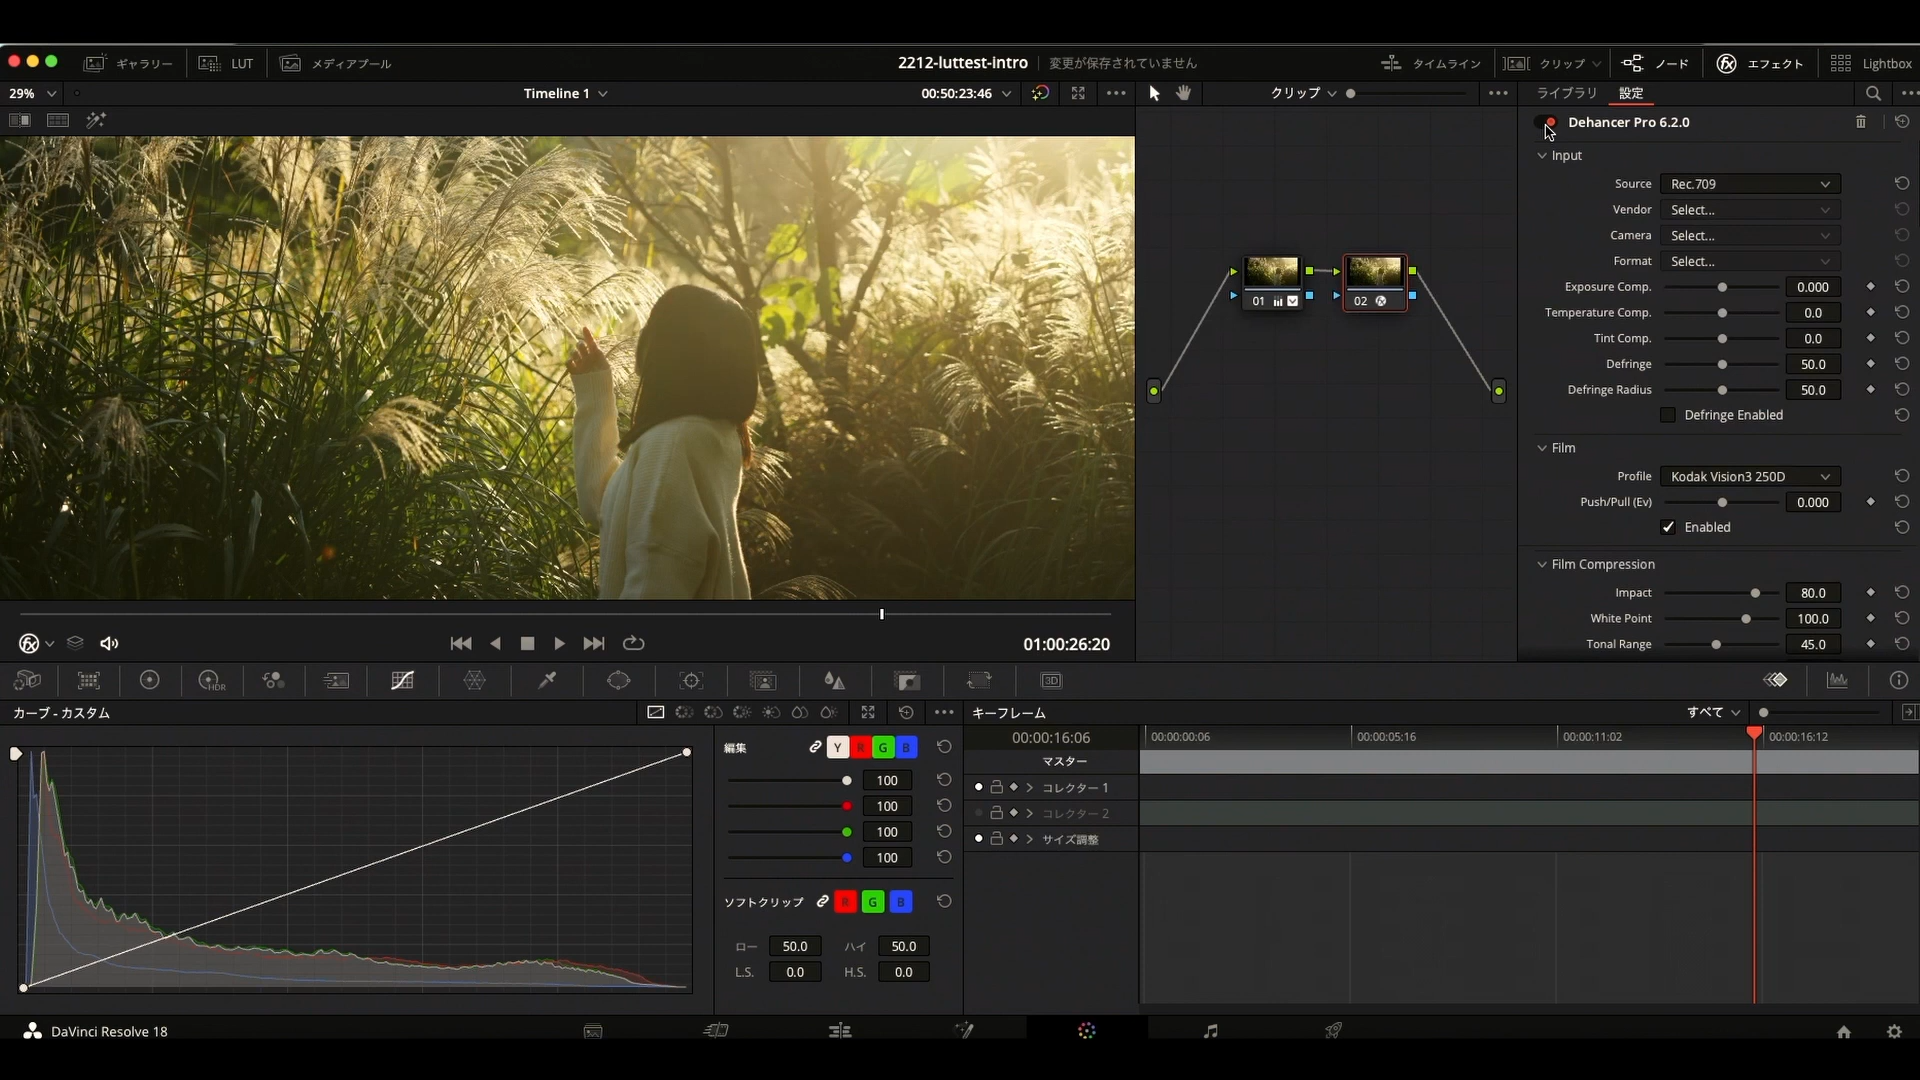 ギャラリー LUT メディアプール 2212-luttest-intro 変更が保存されていません タイムライン クリップ ノード エフェクト Lightbox
29% Timeline 1 00:50:23:46 クリップ ライブラリ 設定
Dehancer Pro 6.2.0
Input
Source Rec.709
Vendor Select...
Camera Select...
Format Select...
Exposure Comp. 0.000
Temperature Comp. 0.0
Tint Comp. 0.0
Defringe 50.0
Defringe Radius 50.0
Defringe Enabled
01 02
Film
Profile Kodak Vision3 250D
Push/Pull (Ev) 0.000
Enabled
Film Compression
Impact 80.0
White Point 100.0
Tonal Range 45.0
01:00:26:20
HDR 3D
カーブ - カスタム
編集 Y R G B
100
100
100
100
ソフトクリップ R G B
ロー 50.0 ハイ 50.0
L.S. 0.0 H.S. 0.0
キーフレーム すべて
00:00:16:06 00:00:00:06 00:00:05:16 00:00:11:02 00:00:16:12
マスター
コレクター 1
コレクター 2
サイズ調整
DaVinci Resolve 18